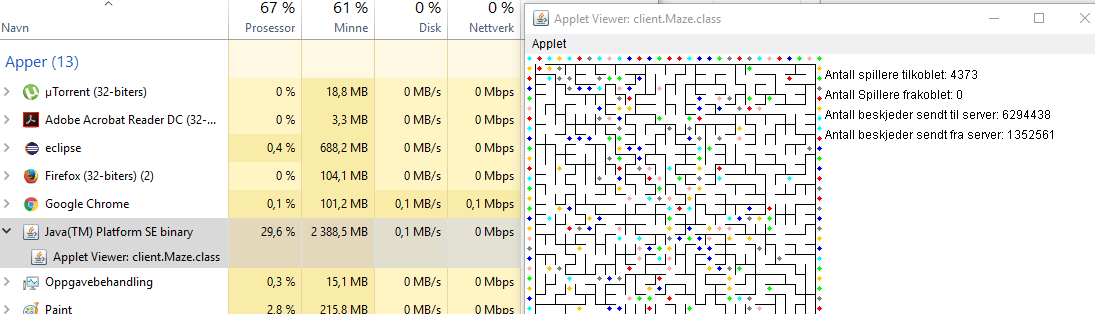 67 % 61 % 0 % 0 %
Navn Prosessor Minne Disk Nettverk
Apper (13)
µTorrent (32-biters) 0 % 18,8 MB 0 MB/s 0 Mbps
Adobe Acrobat Reader DC (32-... 0 % 3,3 MB 0 MB/s 0 Mbps
eclipse 0,4 % 688,2 MB 0 MB/s 0 Mbps
Firefox (32-biters) (2) 0 % 104,1 MB 0 MB/s 0 Mbps
Google Chrome 0,1 % 101,2 MB 0,1 MB/s 0,1 Mbps
Java(TM) Platform SE binary 29,6 % 2 388,5 MB 0,1 MB/s 0 Mbps
Applet Viewer: client.Maze.class
Oppgavebehandling 0,3 % 15,1 MB 0 MB/s 0 Mbps
Paint 2,8 % 215,8 MB 0 MB/s 0 Mbps
Applet Viewer: client.Maze.class
Applet
Antall spillere tilkoblet: 4373
Antall Spillere frakoblet: 0
Antall beskjeder sendt til server: 6294438
Antall beskjeder sendt fra server: 1352561